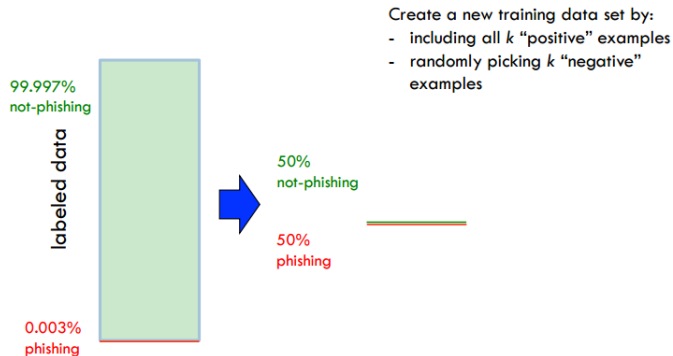 Create a new training data set by:
- including all k “positive” examples
- randomly picking k “negative”
examples
99.997%
not-phishing
labeled data
0.003%
phishing
50%
not-phishing
50%
phishing